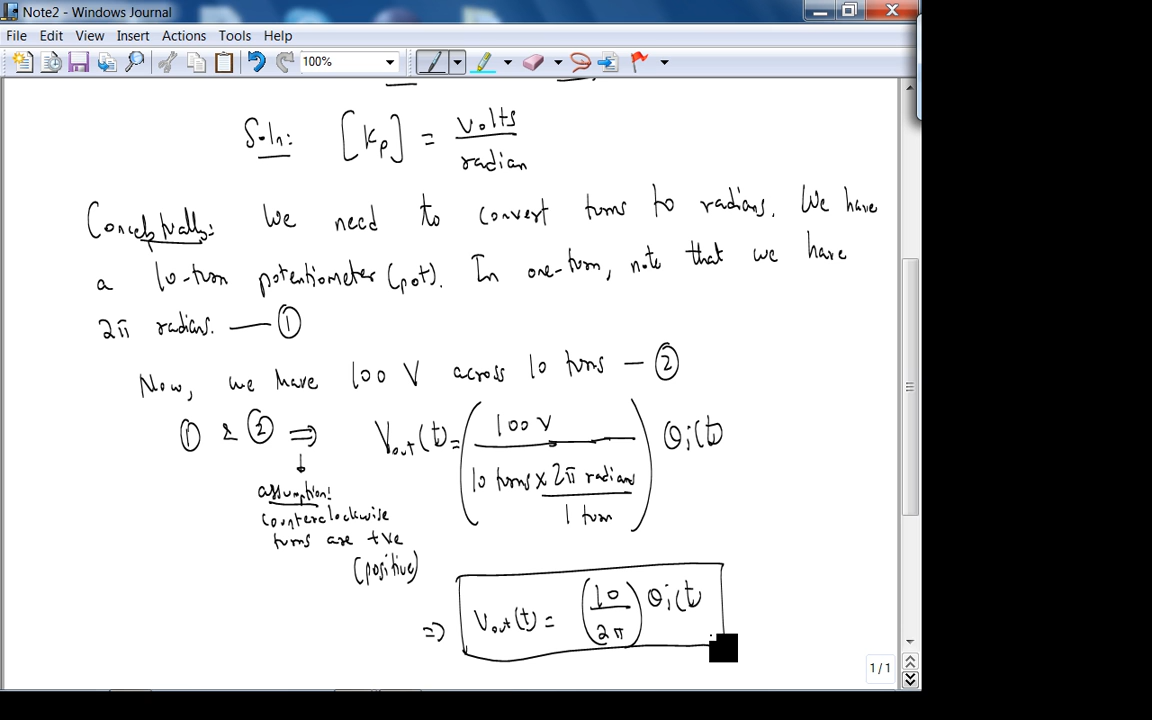 Note2 - Windows Journal
File Edit View Insert Actions Tools Help
100%
Soln: [Kp] = volts / radian
Conceptually: We need to convert turns to radians. We have
a 10-turn potentiometer (pot). In one-turn, note that we have
2π radians. — ①
Now, we have 100 V across 10 turns — ②
① & ② ⇒ Vout(t) = (100 V / (10 turns × 2π radians / 1 turn)) θi(t)
assumption:
counterclockwise
turns are +ve
(positive)
⇒ Vout(t) = (10 / 2π) θi(t)
1 / 1